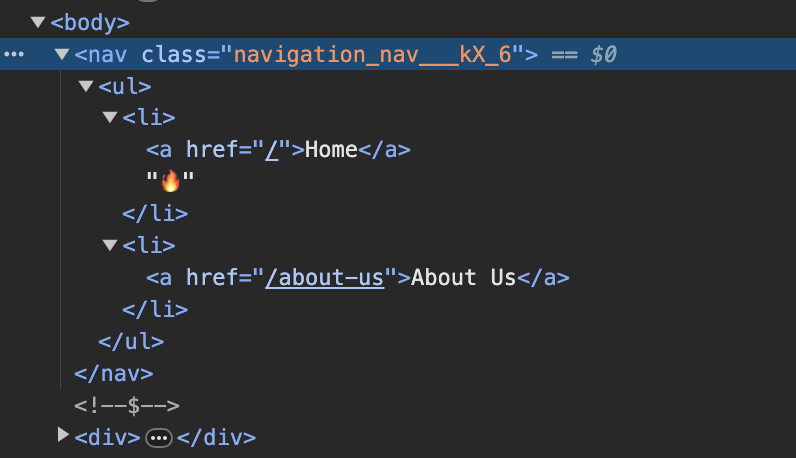 <body>
<nav class="navigation_nav___kX_6"> == $0
<ul>
<li>
<a href="/">Home</a>
"🔥"
</li>
<li>
<a href="/about-us">About Us</a>
</li>
</ul>
</nav>
<!--$-->
<div>…</div>